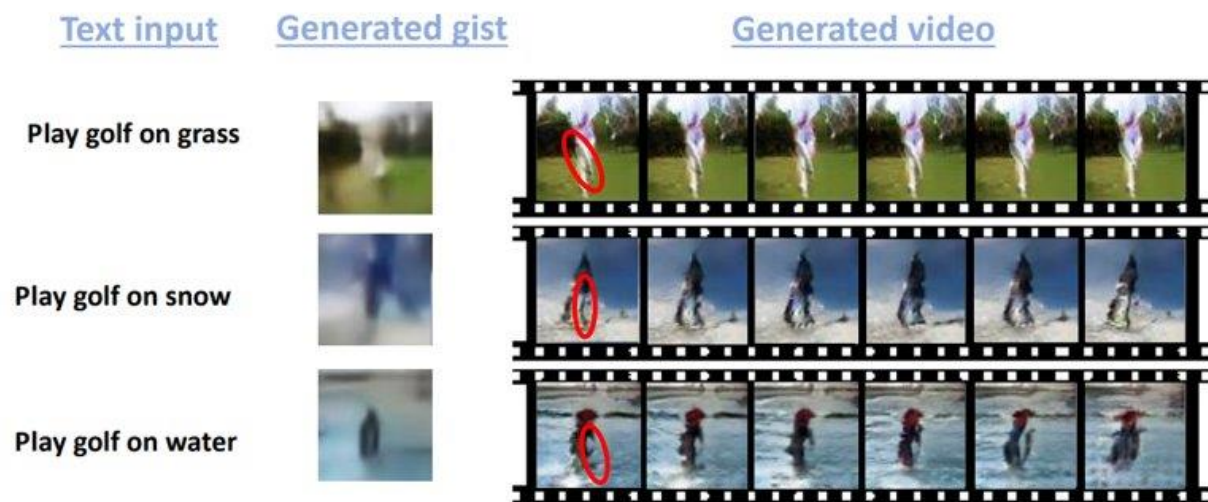 Text input Generated gist Generated video
Play golf on grass
Play golf on snow
Play golf on water